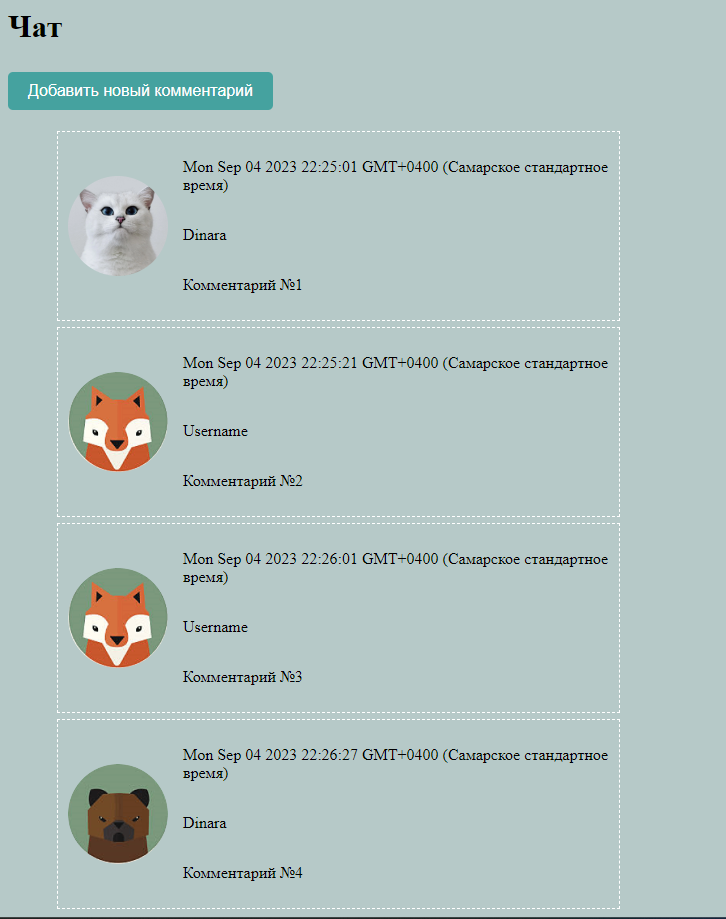 Чат
Добавить новый комментарий
Mon Sep 04 2023 22:25:01 GMT+0400 (Самарское стандартное
время)
Dinara
Комментарий №1
Mon Sep 04 2023 22:25:21 GMT+0400 (Самарское стандартное
время)
Username
Комментарий №2
Mon Sep 04 2023 22:26:01 GMT+0400 (Самарское стандартное
время)
Username
Комментарий №3
Mon Sep 04 2023 22:26:27 GMT+0400 (Самарское стандартное
время)
Dinara
Комментарий №4